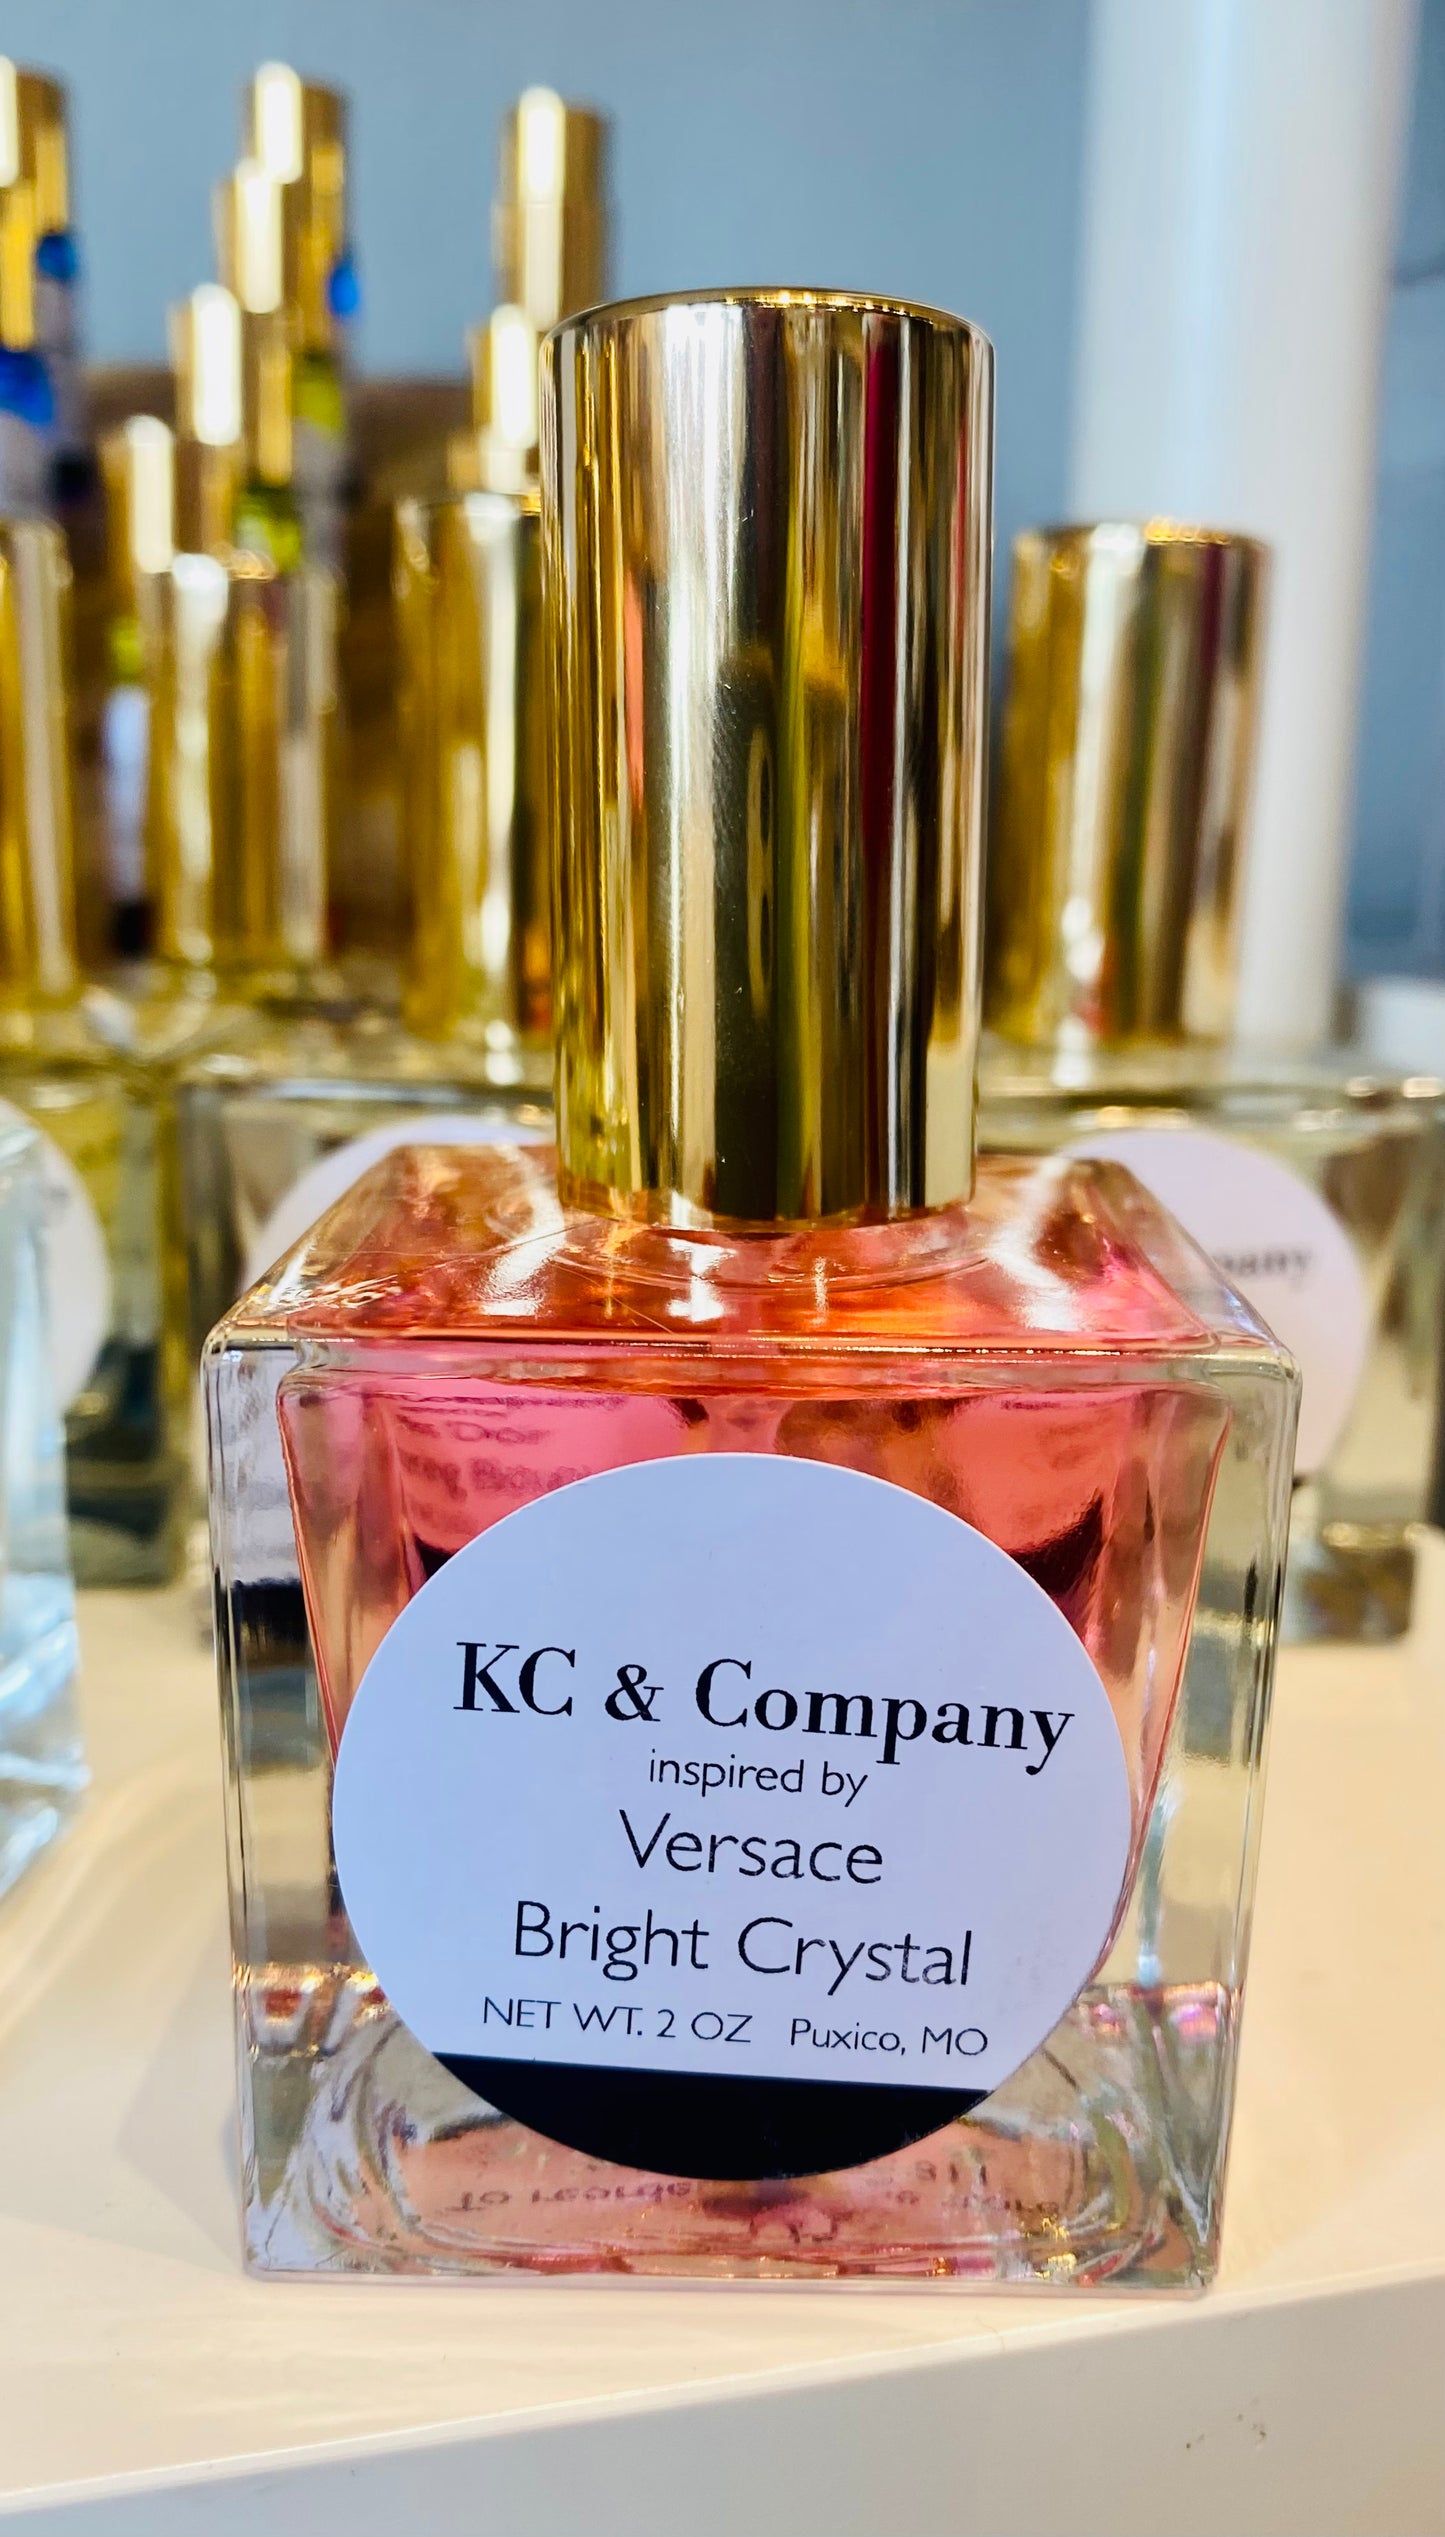 KC & Company
inspired by
Versace
Bright Crystal
NET WT. 2 OZ Puxico, MO